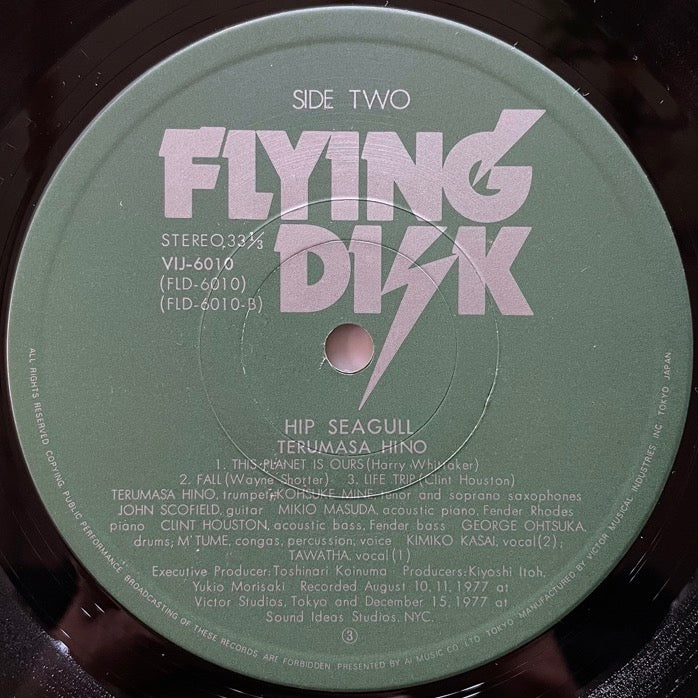 SIDE TWO
FLYING
DISK
STEREO,33⅓
VIJ-6010
(FLD-6010)
(FLD-6010-B)
HIP SEAGULL
TERUMASA HINO
1. THIS PLANET IS OURS (Harry Whittaker)
2. FALL (Wayne Shorter) 3. LIFE TRIP (Clint Houston)
TERUMASA HINO, trumpet; KOHSUKE MINE, tenor and soprano saxophones
JOHN SCOFIELD, guitar MIKIO MASUDA, acoustic piano, Fender Rhodes
piano CLINT HOUSTON, acoustic bass, Fender bass GEORGE OHTSUKA,
drums; M'TUME, congas, percussion, voice KIMIKO KASAI, vocal (2),
TAWATHA, vocal (1)
Executive Producer: Toshinari Koinuma · Producers: Kiyoshi Itoh,
Yukio Morisaki · Recorded August 10, 11, 1977 at
Victor Studios, Tokyo and December 15, 1977 at
Sound Ideas Studios, NYC.
③
ALL RIGHTS RESERVED. COPYING, PUBLIC PERFORMANCE, BROADCASTING OF THESE RECORDS ARE FORBIDDEN. PRESENTED BY AI MUSIC CO. LTD. TOKYO. MANUFACTURED BY VICTOR MUSICAL INDUSTRIES, INC. TOKYO, JAPAN.